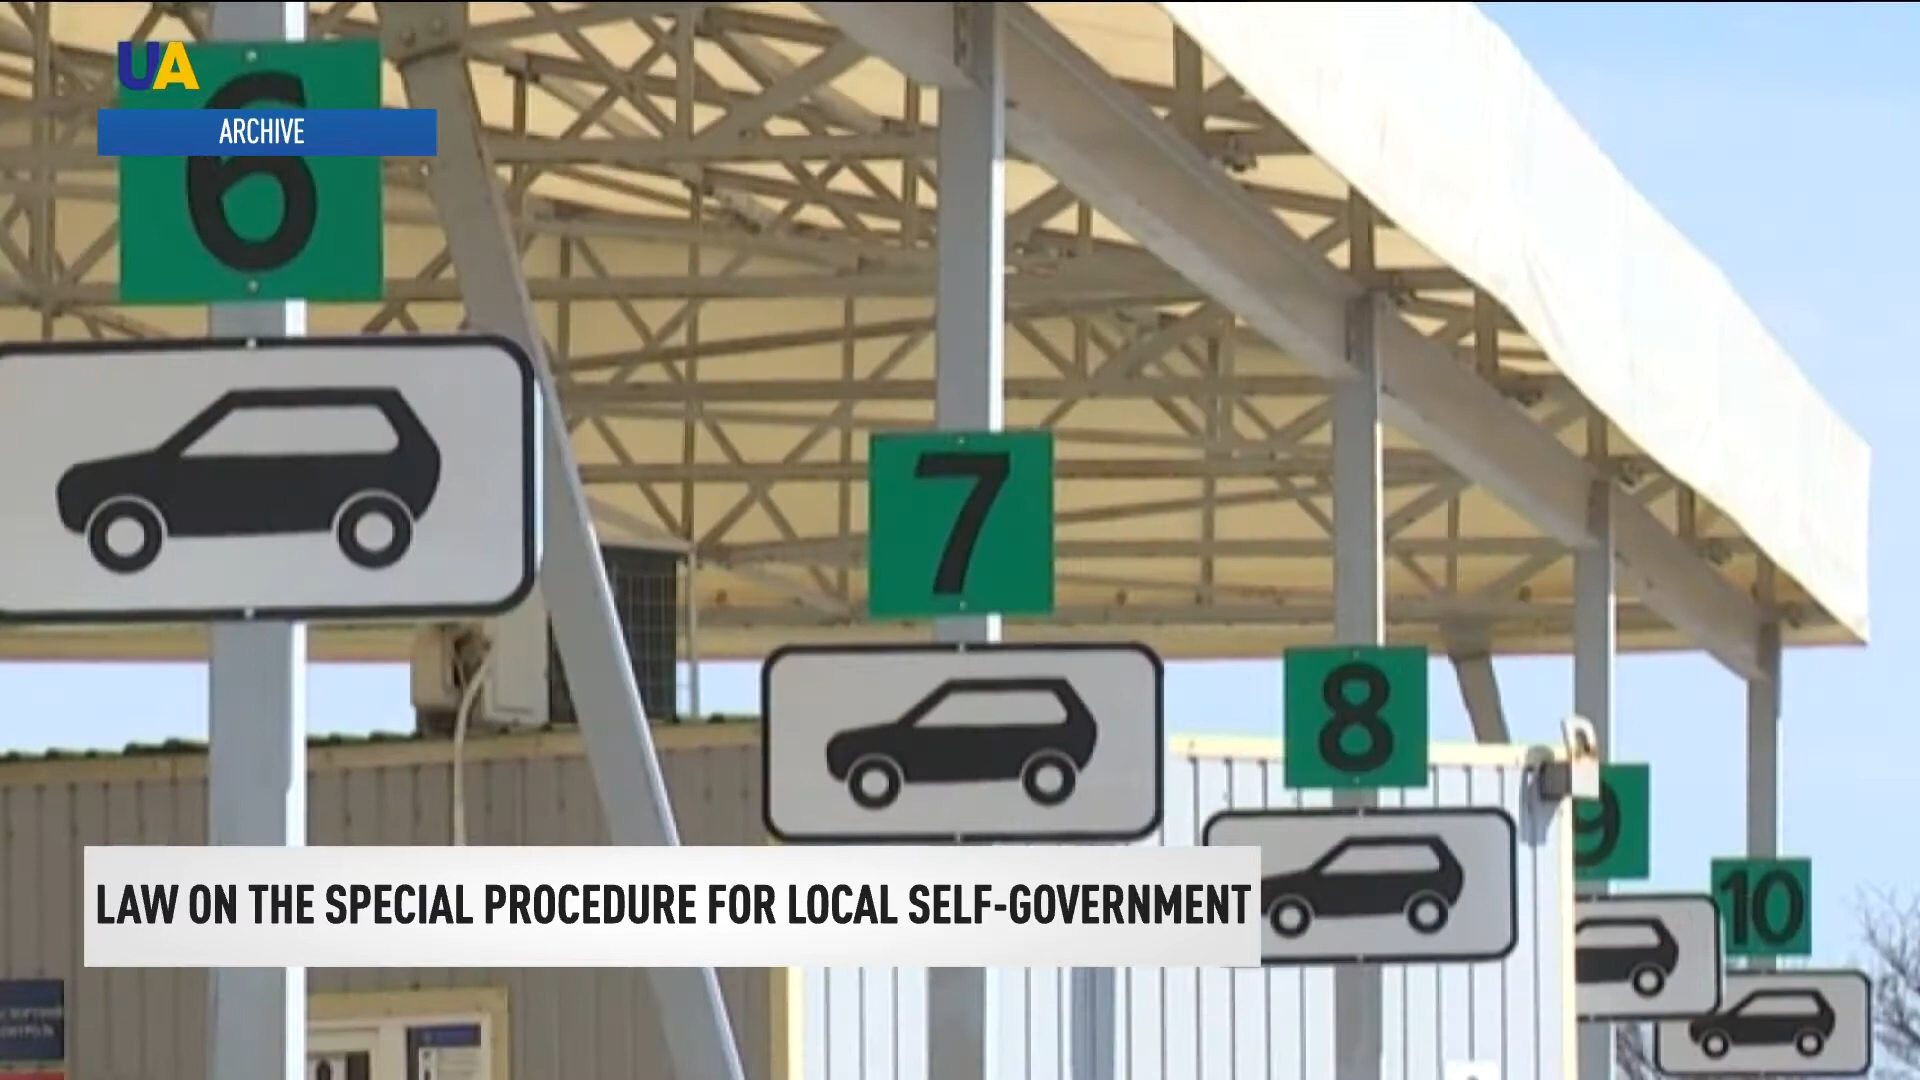 UA
ARCHIVE
6
7
8
9
10
LAW ON THE SPECIAL PROCEDURE FOR LOCAL SELF-GOVERNMENT